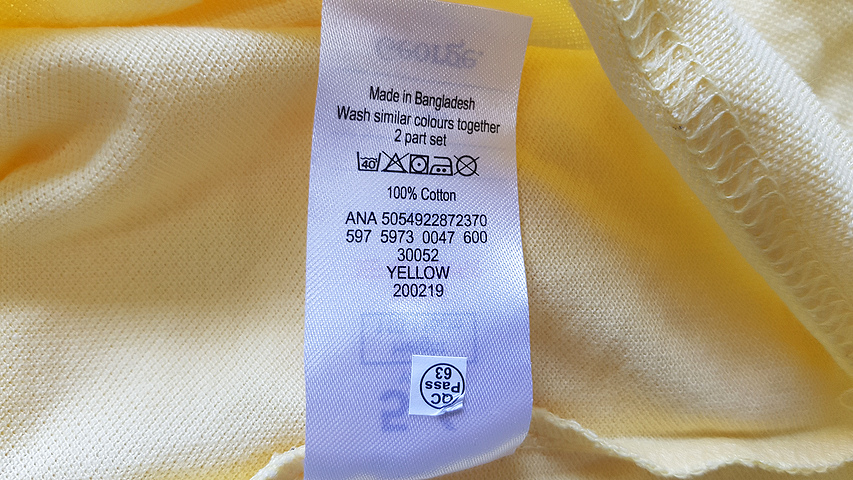 Made in Bangladesh
Wash similar colours together
2 part set
40
100% Cotton
ANA 5054922872370
597 5973 0047 600
30052
YELLOW
200219
QC
Pass
63